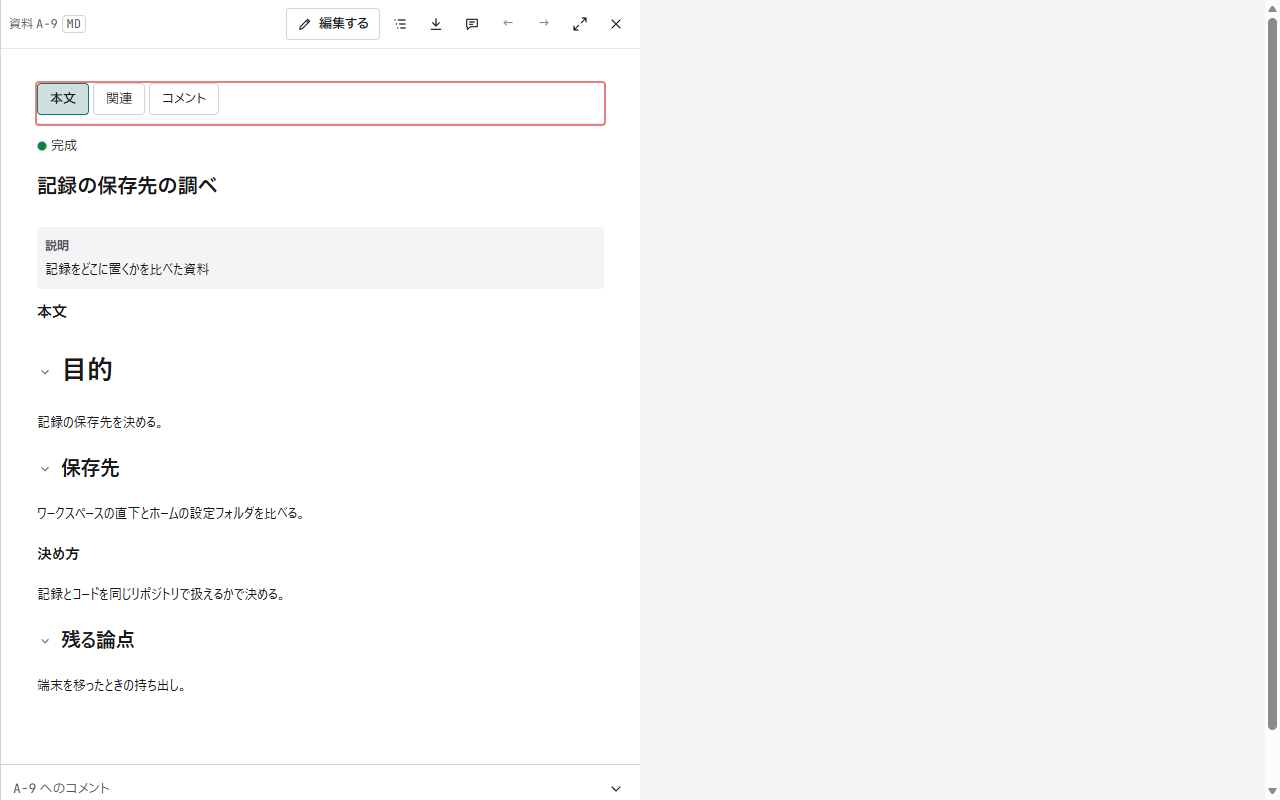 資料 A-9 MD 編集する
本文 関連 コメント
完成
記録の保存先の調べ
説明
記録をどこに置くかを比べた資料
本文
目的
記録の保存先を決める。
保存先
ワークスペースの直下とホームの設定フォルダを比べる。
決め方
記録とコードを同じリポジトリで扱えるかで決める。
残る論点
端末を移ったときの持ち出し。
A-9 へのコメント